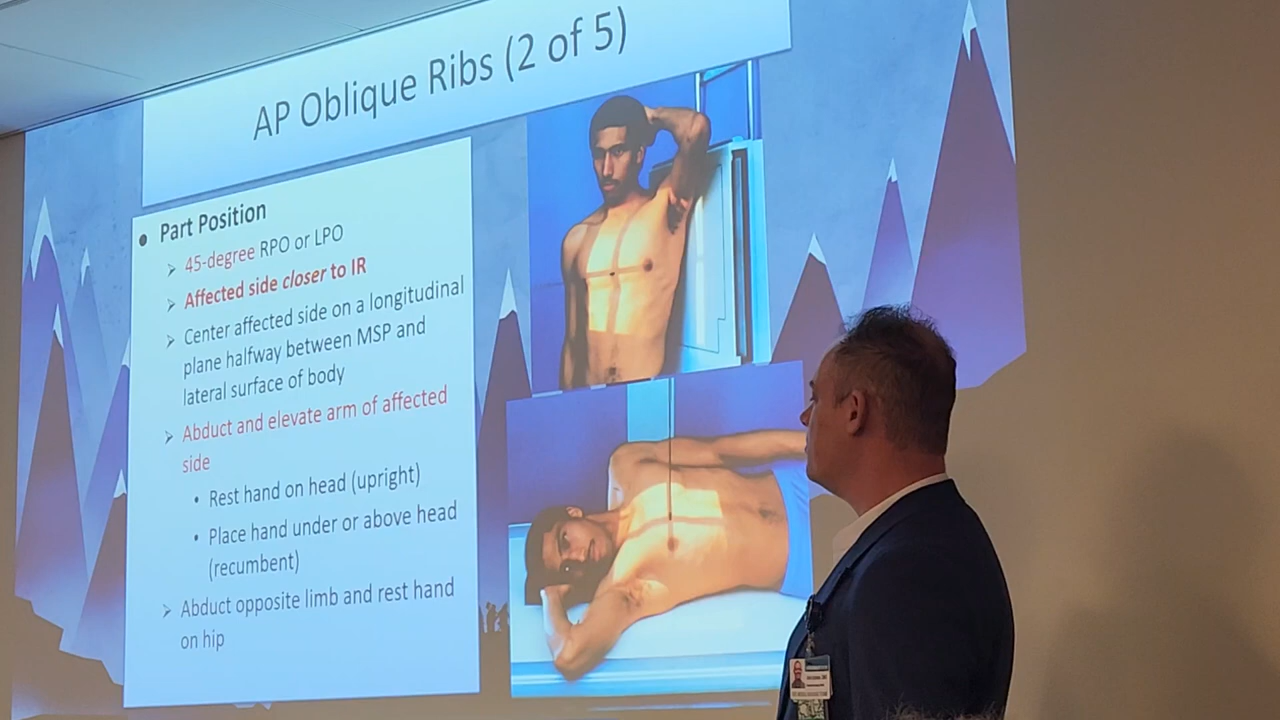 AP Oblique Ribs (2 of 5)
• Part Position
➢ 45-degree RPO or LPO
➢ Affected side closer to IR
➢ Center affected side on a longitudinal
plane halfway between MSP and
lateral surface of body
➢ Abduct and elevate arm of affected
side
• Rest hand on head (upright)
• Place hand under or above head
(recumbent)
➢ Abduct opposite limb and rest hand
on hip